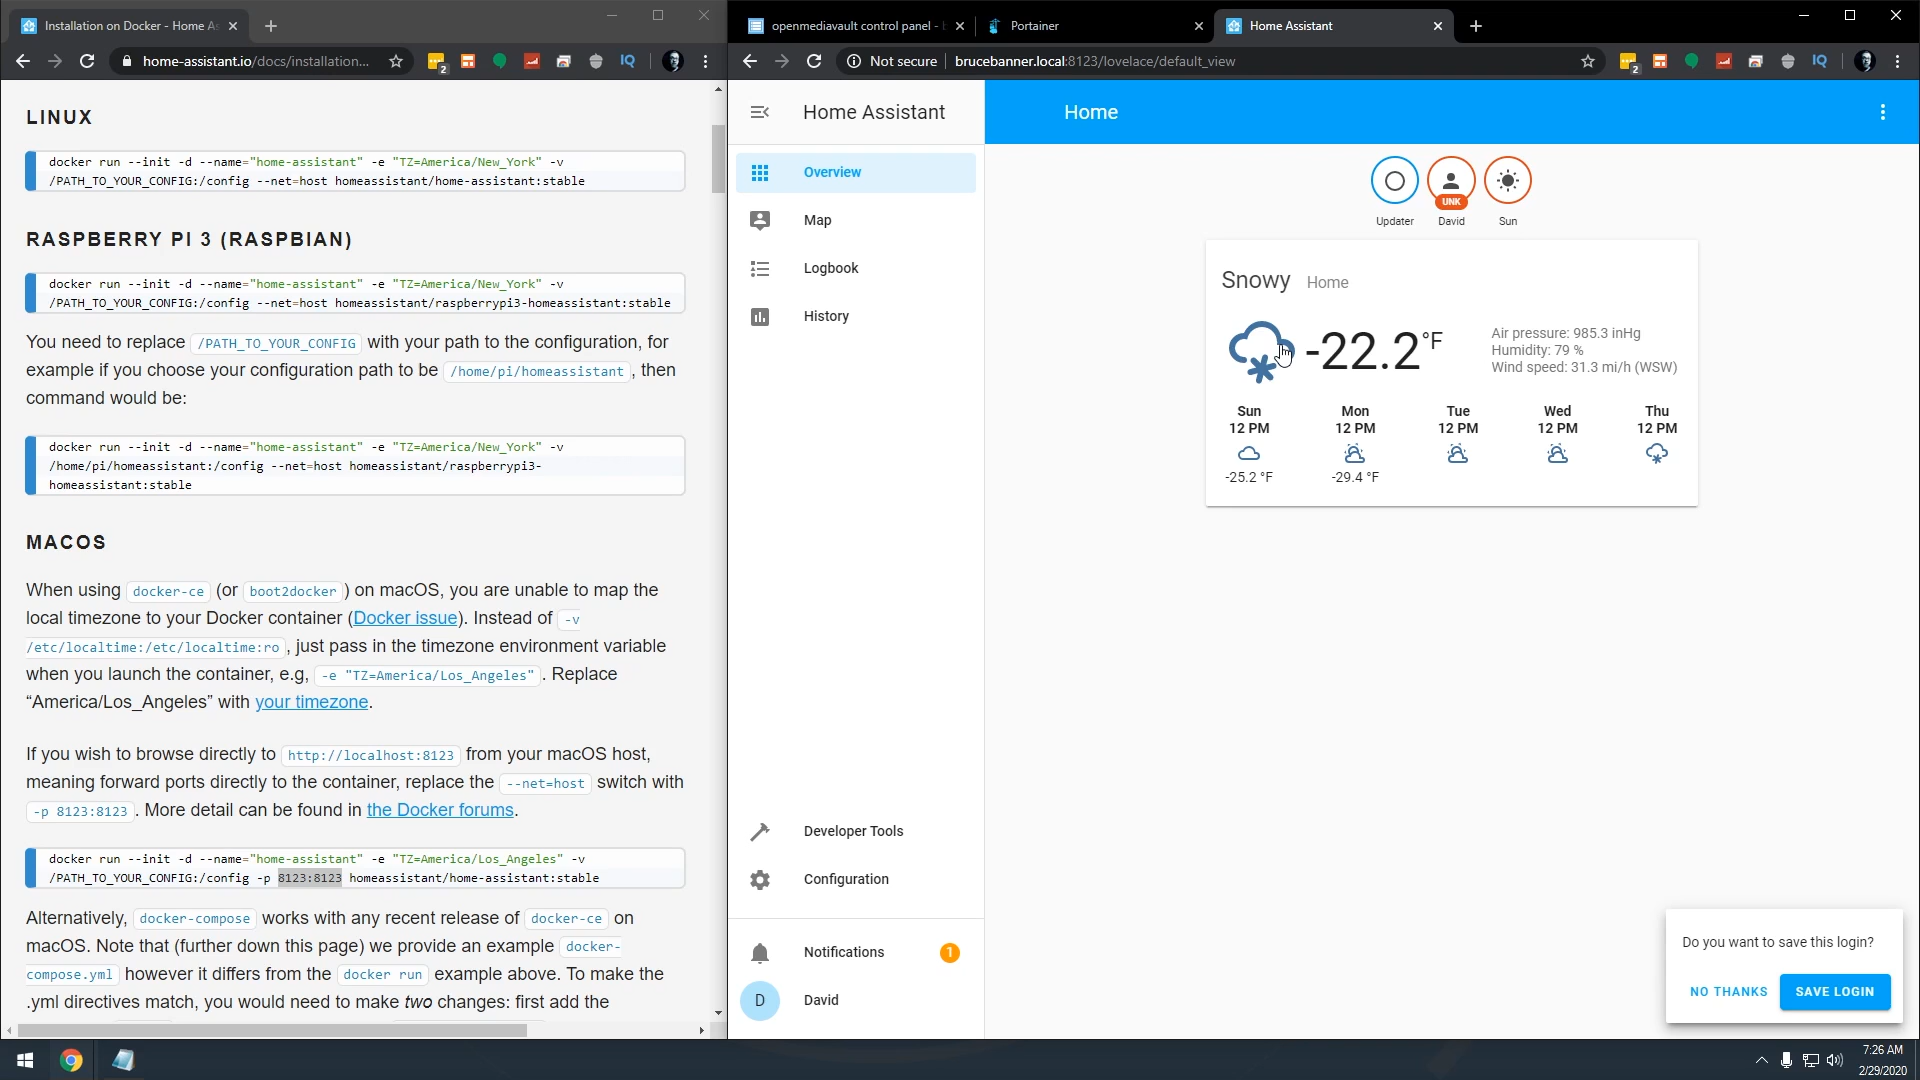 Installation on Docker - Home As
home-assistant.io/docs/installation...
2
IQ
LINUX
docker run --init -d --name="home-assistant" -e "TZ=America/New_York" -v
/PATH_TO_YOUR_CONFIG:/config --net=host homeassistant/home-assistant:stable
RASPBERRY PI 3 (RASPBIAN)
docker run --init -d --name="home-assistant" -e "TZ=America/New_York" -v
/PATH_TO_YOUR_CONFIG:/config --net=host homeassistant/raspberrypi3-homeassistant:stable
You need to replace /PATH_TO_YOUR_CONFIG with your path to the configuration, for
example if you choose your configuration path to be /home/pi/homeassistant , then
command would be:
docker run --init -d --name="home-assistant" -e "TZ=America/New_York" -v
/home/pi/homeassistant:/config --net=host homeassistant/raspberrypi3-
homeassistant:stable
MACOS
When using docker-ce (or boot2docker ) on macOS, you are unable to map the
local timezone to your Docker container (Docker issue). Instead of -v
/etc/localtime:/etc/localtime:ro , just pass in the timezone environment variable
when you launch the container, e.g, -e "TZ=America/Los_Angeles" . Replace
“America/Los_Angeles” with your timezone.
If you wish to browse directly to http://localhost:8123 from your macOS host,
meaning forward ports directly to the container, replace the --net=host switch with
-p 8123:8123 . More detail can be found in the Docker forums.
docker run --init -d --name="home-assistant" -e "TZ=America/Los_Angeles" -v
/PATH_TO_YOUR_CONFIG:/config -p 8123:8123 homeassistant/home-assistant:stable
Alternatively, docker-compose works with any recent release of docker-ce on
macOS. Note that (further down this page) we provide an example docker-
compose.yml however it differs from the docker run example above. To make the
.yml directives match, you would need to make two changes: first add the
openmediavault control panel -
Portainer
Home Assistant
Not secure
brucebanner.local:8123/lovelace/default_view
2
IQ
Home Assistant
Home
Overview
Map
Logbook
History
Developer Tools
Configuration
Notifications
1
D
David
UNK
Updater
David
Sun
Snowy Home
-22.2 °F
Air pressure: 985.3 inHg
Humidity: 79 %
Wind speed: 31.3 mi/h (WSW)
Sun Mon Tue Wed Thu
12 PM 12 PM 12 PM 12 PM 12 PM
-25.2 °F -29.4 °F
Do you want to save this login?
NO THANKS SAVE LOGIN
7:26 AM
2/29/2020